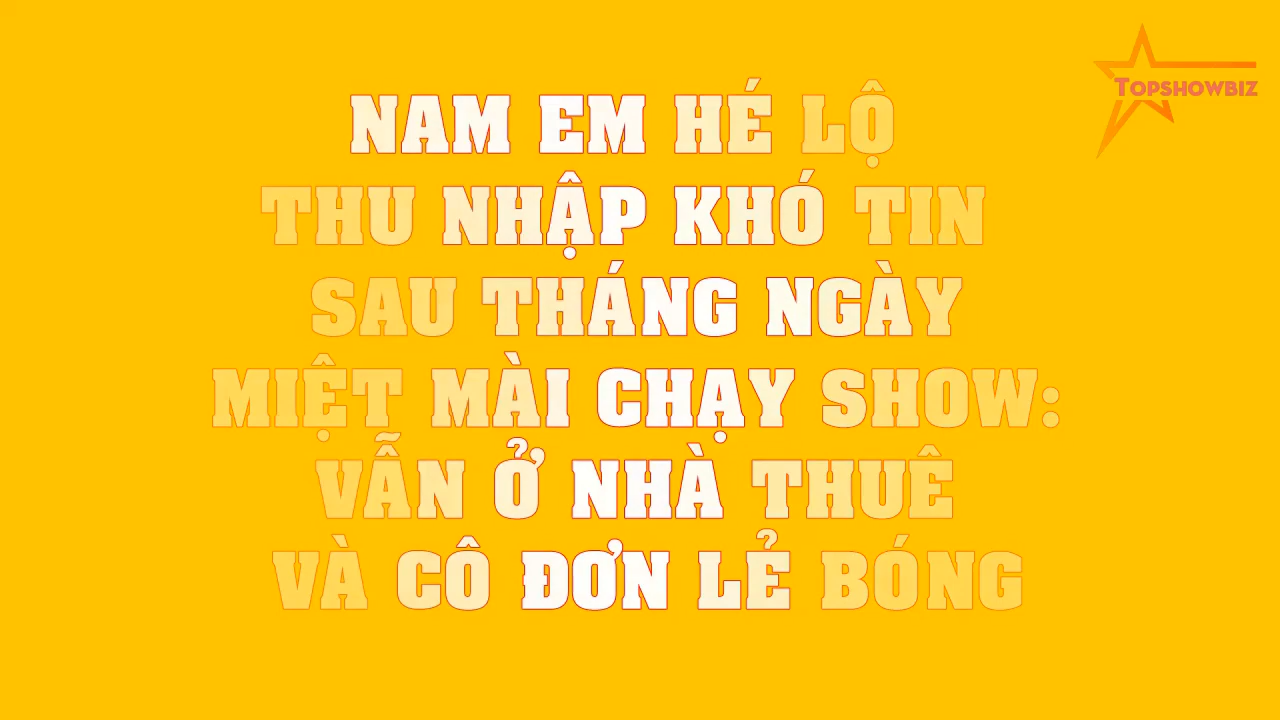 TOPSHOWBIZ
NAM EM HÉ LỘ
THU NHẬP KHÓ TIN
SAU THÁNG NGÀY
MIỆT MÀI CHẠY SHOW:
VẪN Ở NHÀ THUÊ
VÀ CÔ ĐƠN LẺ BÓNG